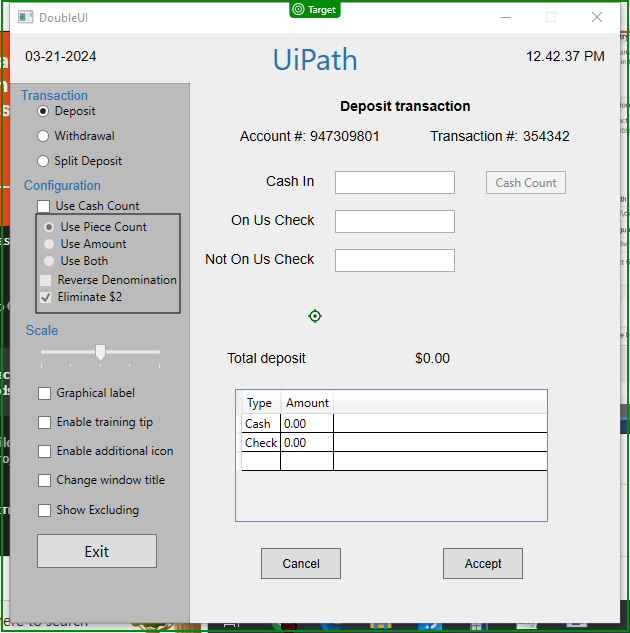 Target
DoubleUI
03-21-2024
UiPath
12.42.37 PM
Transaction
Deposit
Withdrawal
Split Deposit
Configuration
Use Cash Count
Use Piece Count
Use Amount
Use Both
Reverse Denomination
Eliminate $2
Scale
Graphical label
Enable training tip
Enable additional icon
Change window title
Show Excluding
Exit
Deposit transaction
Account #: 947309801 Transaction #: 354342
Cash In Cash Count
On Us Check
Not On Us Check
Total deposit $0.00
Type Amount
Cash 0.00
Check 0.00
Cancel Accept
to search